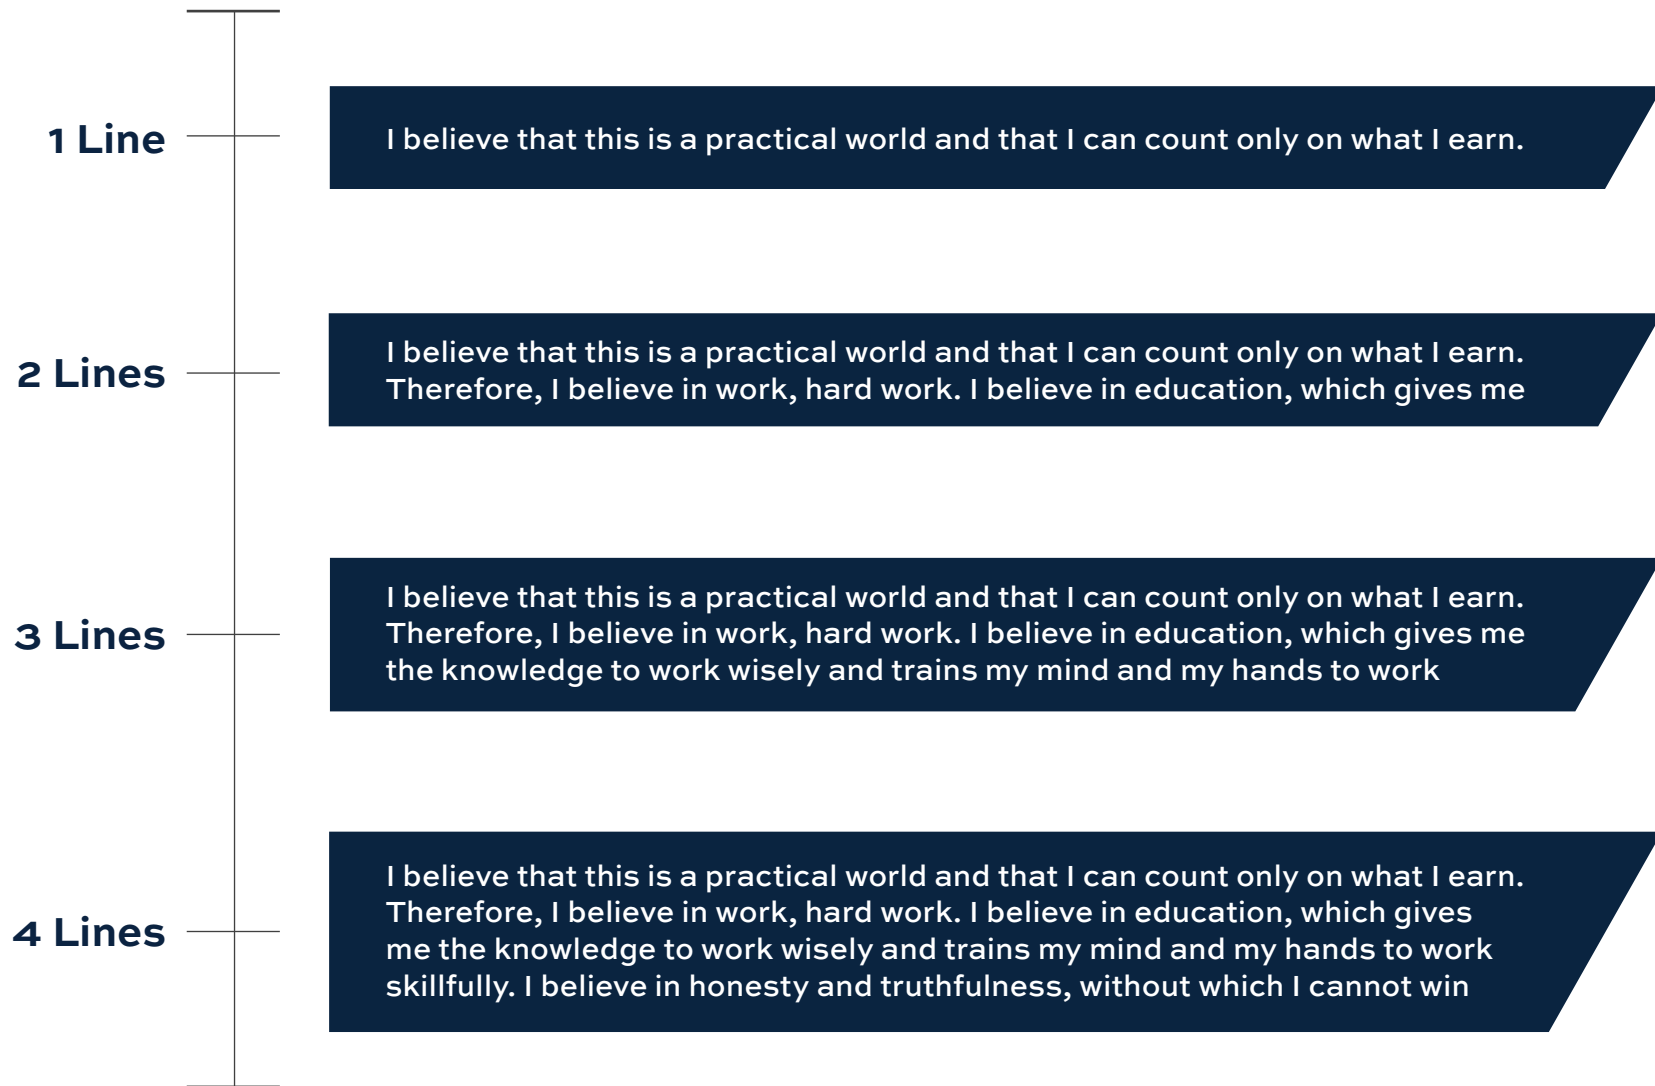 1 Line
I believe that this is a practical world and that I can count only on what I earn.
2 Lines
I believe that this is a practical world and that I can count only on what I earn.
Therefore, I believe in work, hard work. I believe in education, which gives me
3 Lines
I believe that this is a practical world and that I can count only on what I earn.
Therefore, I believe in work, hard work. I believe in education, which gives me
the knowledge to work wisely and trains my mind and my hands to work
4 Lines
I believe that this is a practical world and that I can count only on what I earn.
Therefore, I believe in work, hard work. I believe in education, which gives
me the knowledge to work wisely and trains my mind and my hands to work
skillfully. I believe in honesty and truthfulness, without which I cannot win